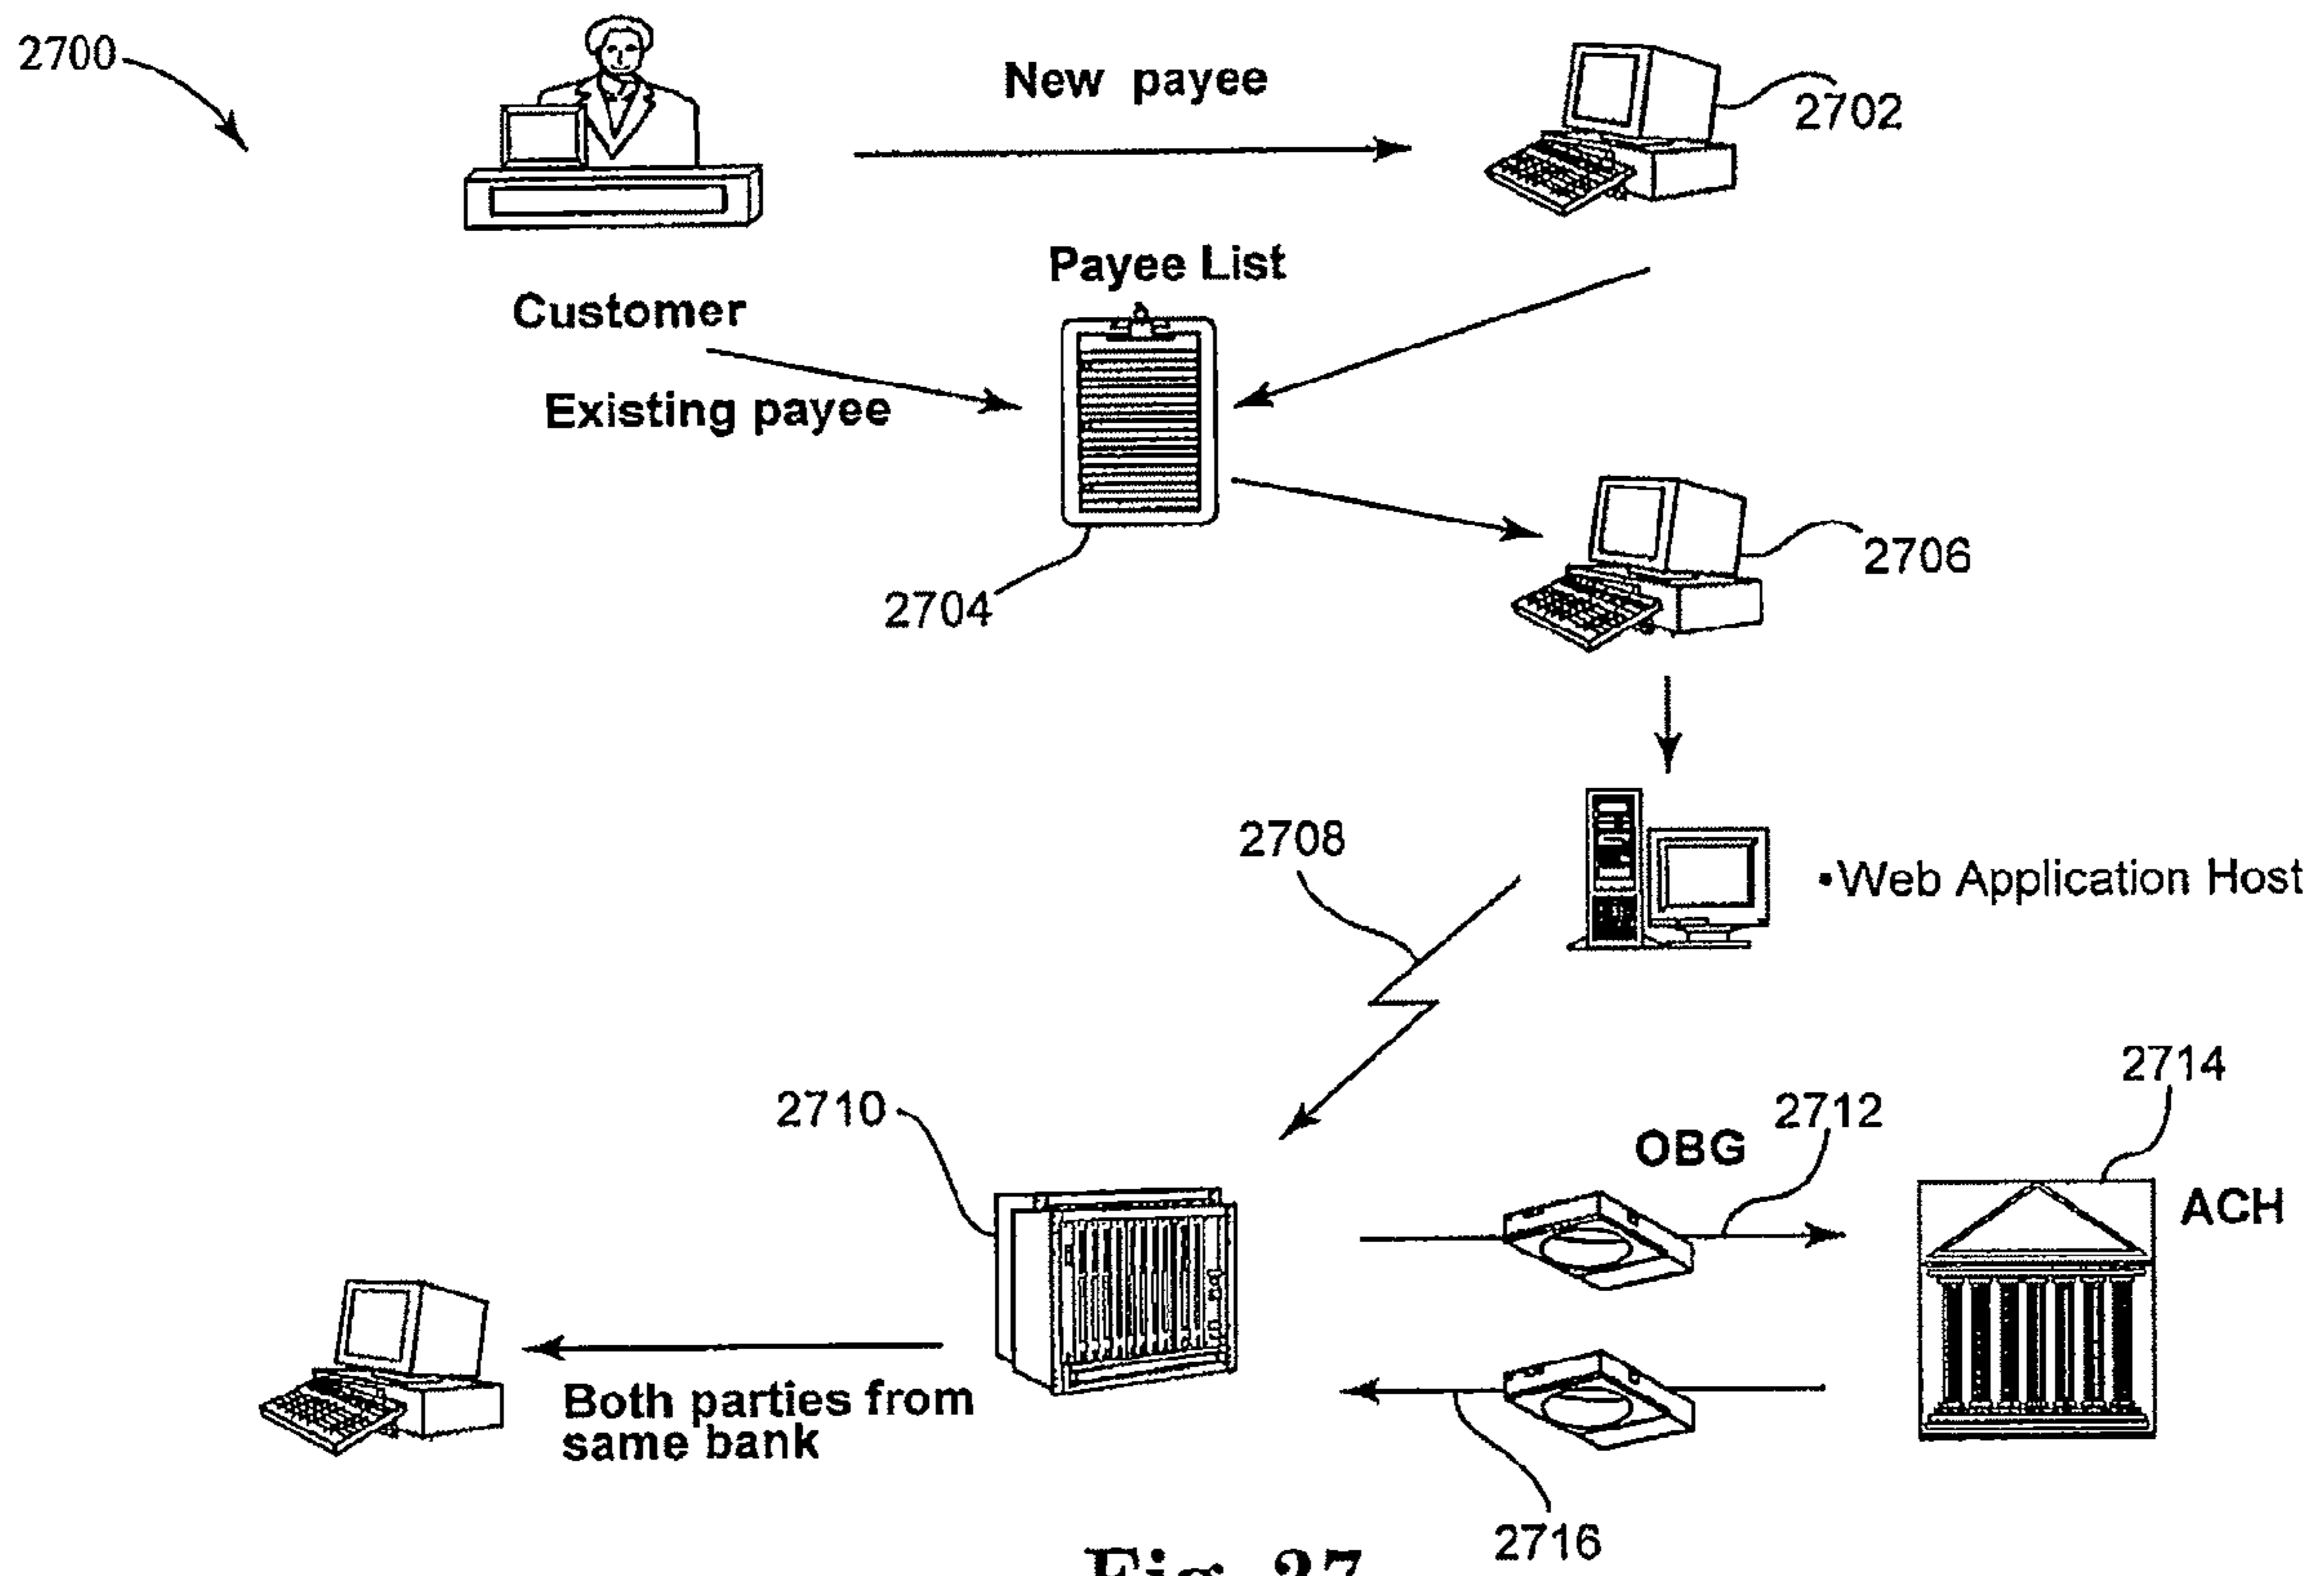 2700
New payee
2702
Payee List
Customer
Existing payee
2704
2706
2708
•Web Application Host
2710
OBG
2712
2714
ACH
Both parties from
same bank
2716
Fig. 27